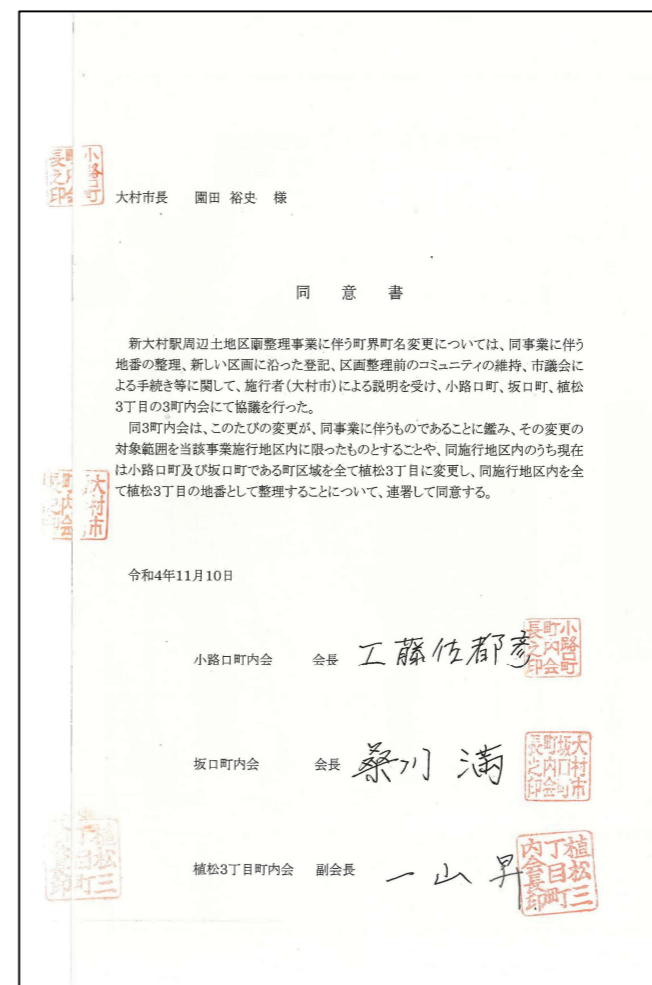 大村市長　園田 裕史　様
同　意　書
新大村駅周辺土地区画整理事業に伴う町界町名変更については、同事業に伴う
地番の整理、新しい区画に沿った登記、区画整理前のコミュニティの維持、市議会に
よる手続き等に関して、施行者(大村市)による説明を受け、小路口町、坂口町、植松
3丁目の3町内会にて協議を行った。
同3町内会は、このたびの変更が、同事業に伴うものであることに鑑み、その変更の
対象範囲を当該事業施行地区内に限ったものとすることや、同施行地区内のうち現在
は小路口町及び坂口町である町区域を全て植松3丁目に変更し、同施行地区内を全
て植松3丁目の地番として整理することについて、連署して同意する。
令和4年11月10日
小路口町内会　会長　工藤佐都彦
小路口町
町内会
長之印
坂口町内会　会長　桑川 満
大村市
坂口町
町内会
長之印
植松3丁目町内会　副会長　一山 昇
植松三
丁目町
内会長印